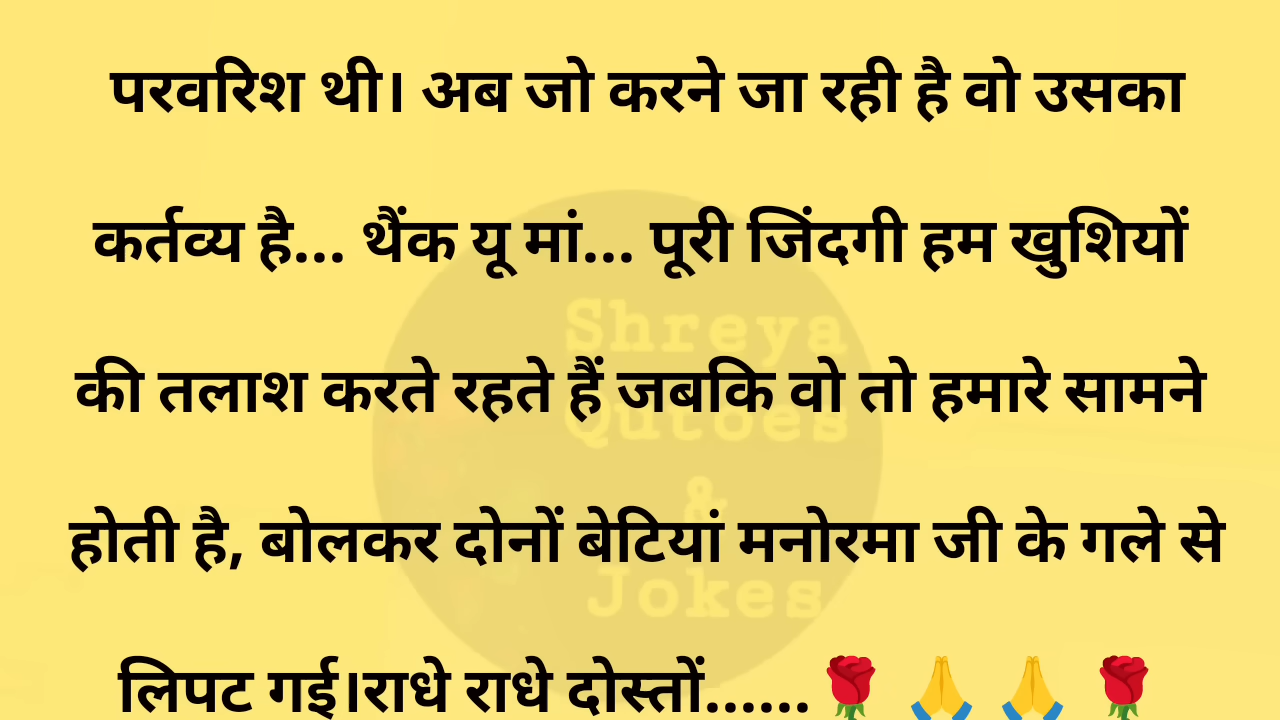 परवरिश थी। अब जो करने जा रही है वो उसका
कर्तव्य है... थैंक यू मां... पूरी जिंदगी हम खुशियों
की तलाश करते रहते हैं जबकि वो तो हमारे सामने
होती है, बोलकर दोनों बेटियां मनोरमा जी के गले से
लिपट गई।राधे राधे दोस्तों......🌹 🙏 🙏 🌹
Shreya
Qutoes
&
Jokes